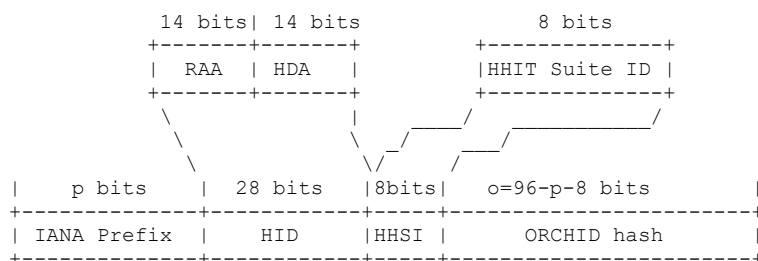 14 bits| 14 bits 8 bits
RAA | HDA | |HHIT Suite ID |
| p bits | 28 bits |8bits| o=96-p-8 bits |
| IANA Prefix | HID |HHSI | ORCHID hash |